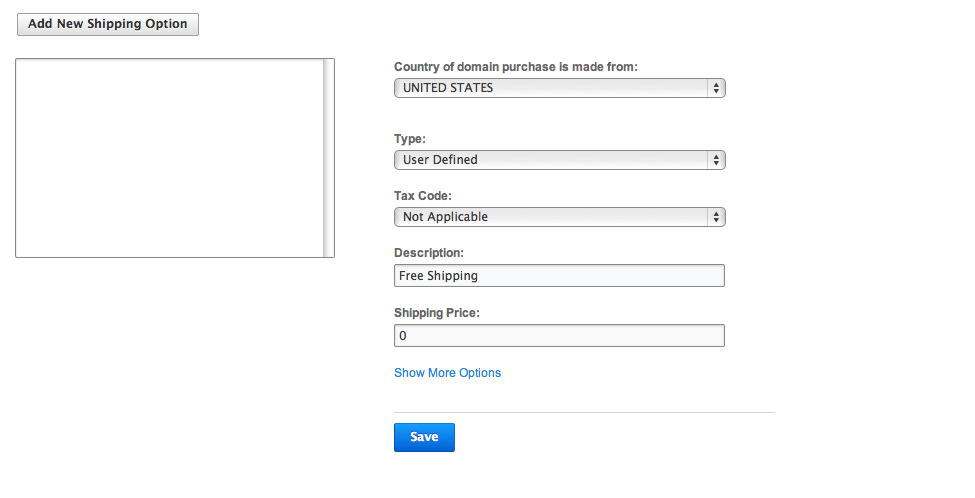 Add New Shipping Option
Country of domain purchase is made from:
UNITED STATES
Type:
User Defined
Tax Code:
Not Applicable
Description:
Free Shipping
Shipping Price:
0
Show More Options
Save